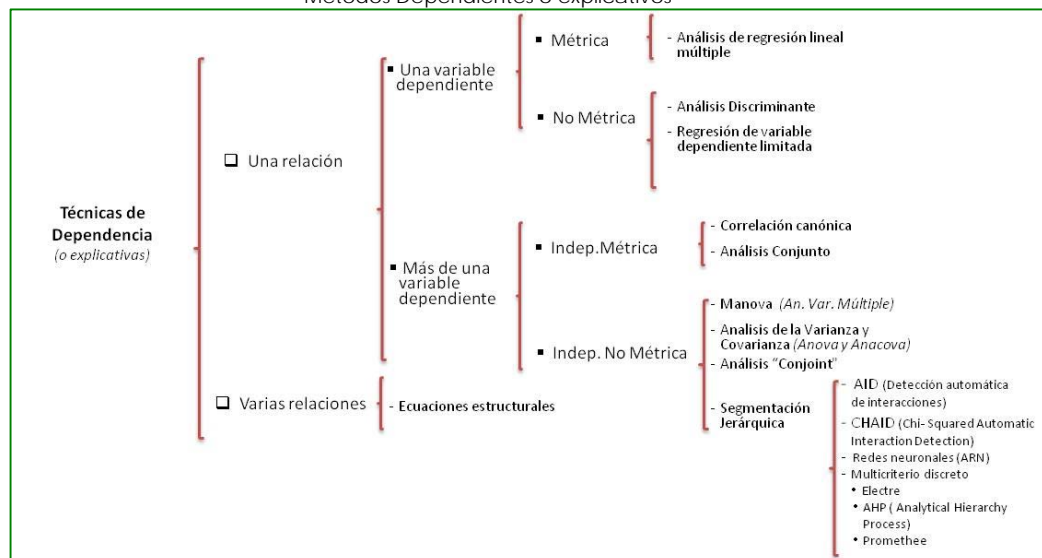 Métodos Dependientes o explicativos
Técnicas de
Dependencia
(o explicativas)
❑ Una relación
▪ Una variable
dependiente
▪ Métrica
- Análisis de regresión lineal
múltiple
▪ No Métrica
- Análisis Discriminante
- Regresión de variable
dependiente limitada
▪ Más de una
variable
dependiente
▪ Indep.Métrica
- Correlación canónica
- Análisis Conjunto
▪ Indep. No Métrica
- Manova (An. Var. Múltiple)
- Analisis de la Varianza y
Covarianza (Anova y Anacova)
- Análisis "Conjoint"
- Segmentación
Jerárquica
- AID (Detección automática
de interacciones)
- CHAID (Chi- Squared Automatic
Interaction Detection)
- Redes neuronales (ARN)
- Multicriterio discreto
• Electre
• AHP ( Analytical Hierarchy
Process)
• Promethee
❑ Varias relaciones
- Ecuaciones estructurales